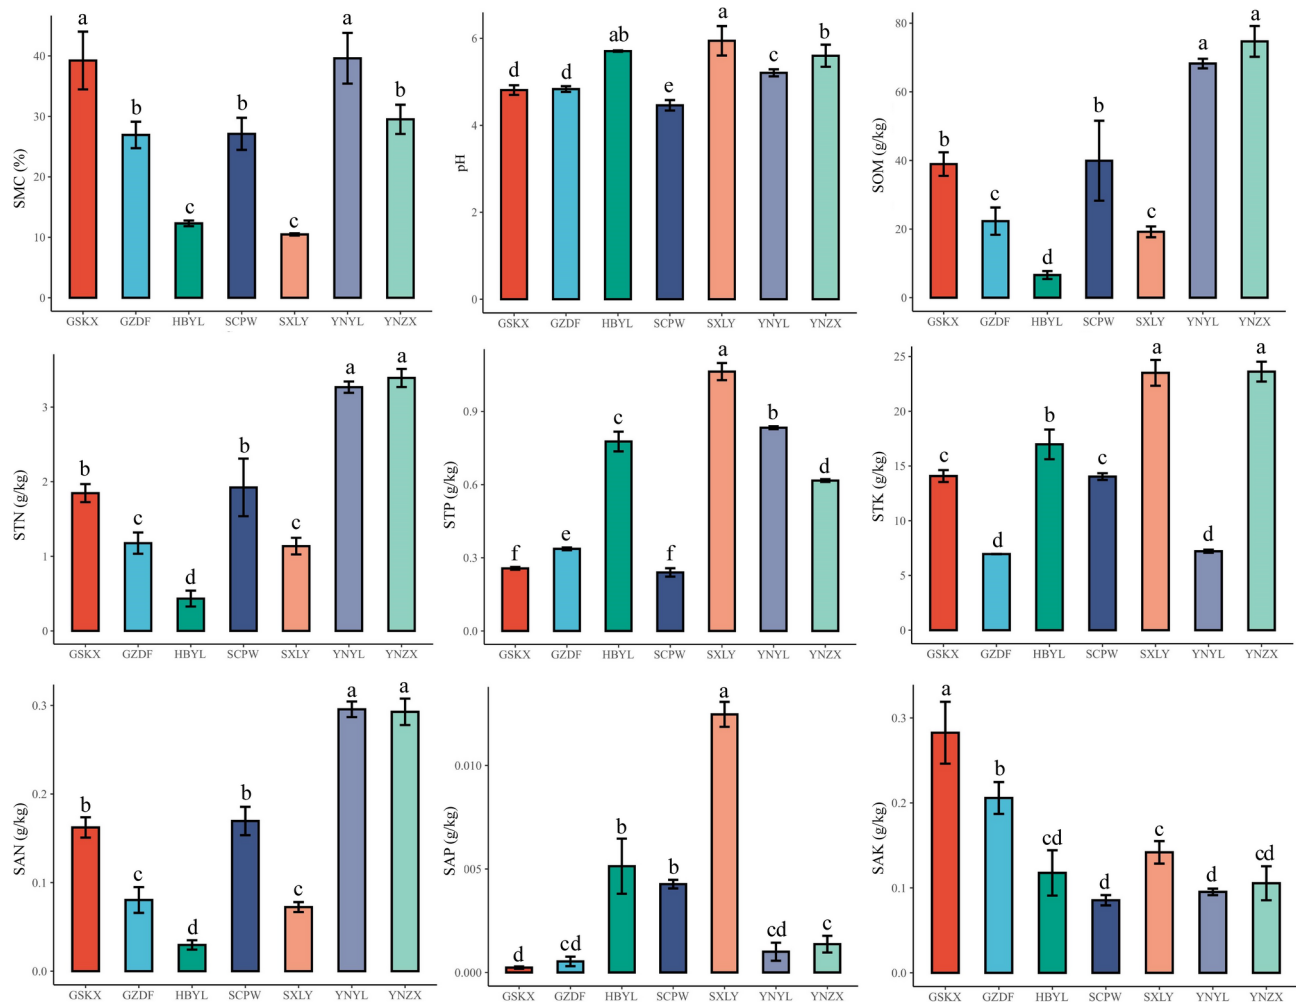 a b c b c a b
SMC (%)
40
30
20
10
0
GSKX GZDF HBYL SCPW SXLY YNYL YNZX
d d ab e a c b
pH
6
4
2
0
GSKX GZDF HBYL SCPW SXLY YNYL YNZX
b c d b c a a
SOM (g/kg)
80
60
40
20
0
GSKX GZDF HBYL SCPW SXLY YNYL YNZX
b c d b c a a
STN (g/kg)
3
2
1
0
GSKX GZDF HBYL SCPW SXLY YNYL YNZX
f e c f a b d
STP (g/kg)
0.9
0.6
0.3
0.0
GSKX GZDF HBYL SCPW SXLY YNYL YNZX
c d b c a d a
STK (g/kg)
25
20
15
10
5
0
GSKX GZDF HBYL SCPW SXLY YNYL YNZX
b c d b c a a
SAN (g/kg)
0.3
0.2
0.1
0.0
GSKX GZDF HBYL SCPW SXLY YNYL YNZX
d cd b b a cd c
SAP (g/kg)
0.010
0.005
0.000
GSKX GZDF HBYL SCPW SXLY YNYL YNZX
a b cd d c d cd
SAK (g/kg)
0.3
0.2
0.1
0.0
GSKX GZDF HBYL SCPW SXLY YNYL YNZX